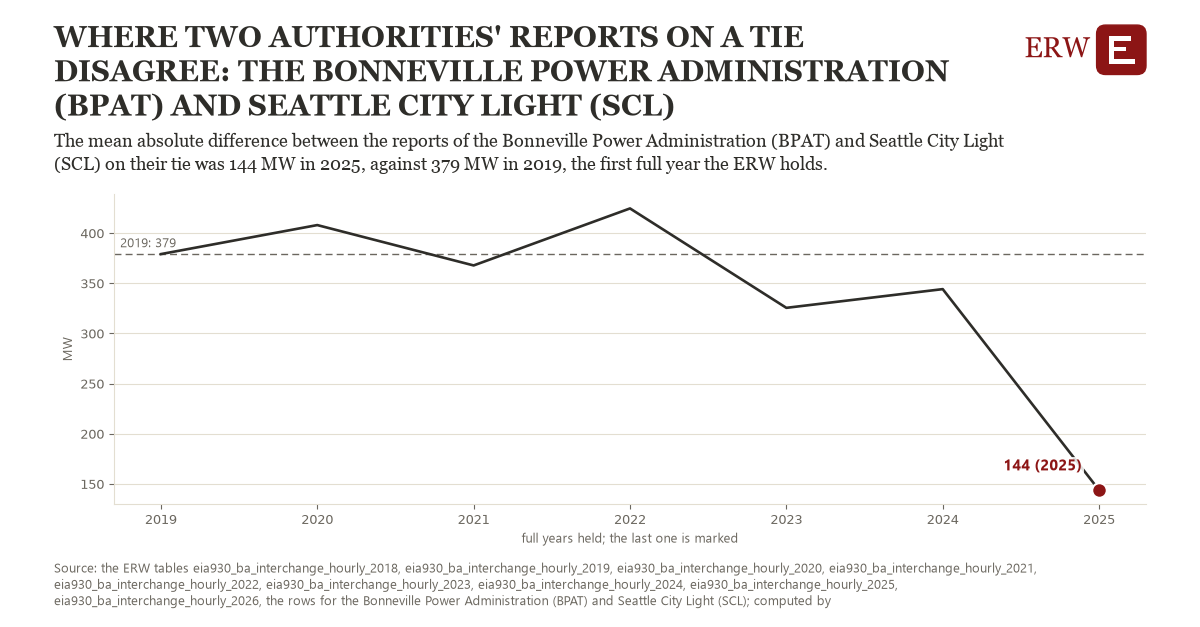 WHERE TWO AUTHORITIES' REPORTS ON A TIE
DISAGREE: THE BONNEVILLE POWER ADMINISTRATION
(BPAT) AND SEATTLE CITY LIGHT (SCL)
ERW E
The mean absolute difference between the reports of the Bonneville Power Administration (BPAT) and Seattle City Light
(SCL) on their tie was 144 MW in 2025, against 379 MW in 2019, the first full year the ERW holds.
400
350
300
250
200
150
MW
2019: 379
144 (2025)
2019 2020 2021 2022 2023 2024 2025
full years held; the last one is marked
Source: the ERW tables eia930_ba_interchange_hourly_2018, eia930_ba_interchange_hourly_2019, eia930_ba_interchange_hourly_2020, eia930_ba_interchange_hourly_2021,
eia930_ba_interchange_hourly_2022, eia930_ba_interchange_hourly_2023, eia930_ba_interchange_hourly_2024, eia930_ba_interchange_hourly_2025,
eia930_ba_interchange_hourly_2026, the rows for the Bonneville Power Administration (BPAT) and Seattle City Light (SCL); computed by